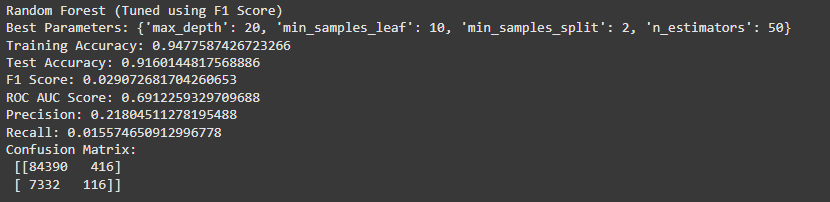 Random Forest (Tuned using F1 Score)
Best Parameters: {'max_depth': 20, 'min_samples_leaf': 10, 'min_samples_split': 2, 'n_estimators': 50}
Training Accuracy: 0.9477587426723266
Test Accuracy: 0.9160144817568886
F1 Score: 0.029072681704260653
ROC AUC Score: 0.6912259329709688
Precision: 0.21804511278195488
Recall: 0.015574650912996778
Confusion Matrix:
[[84390 416]
[ 7332 116]]